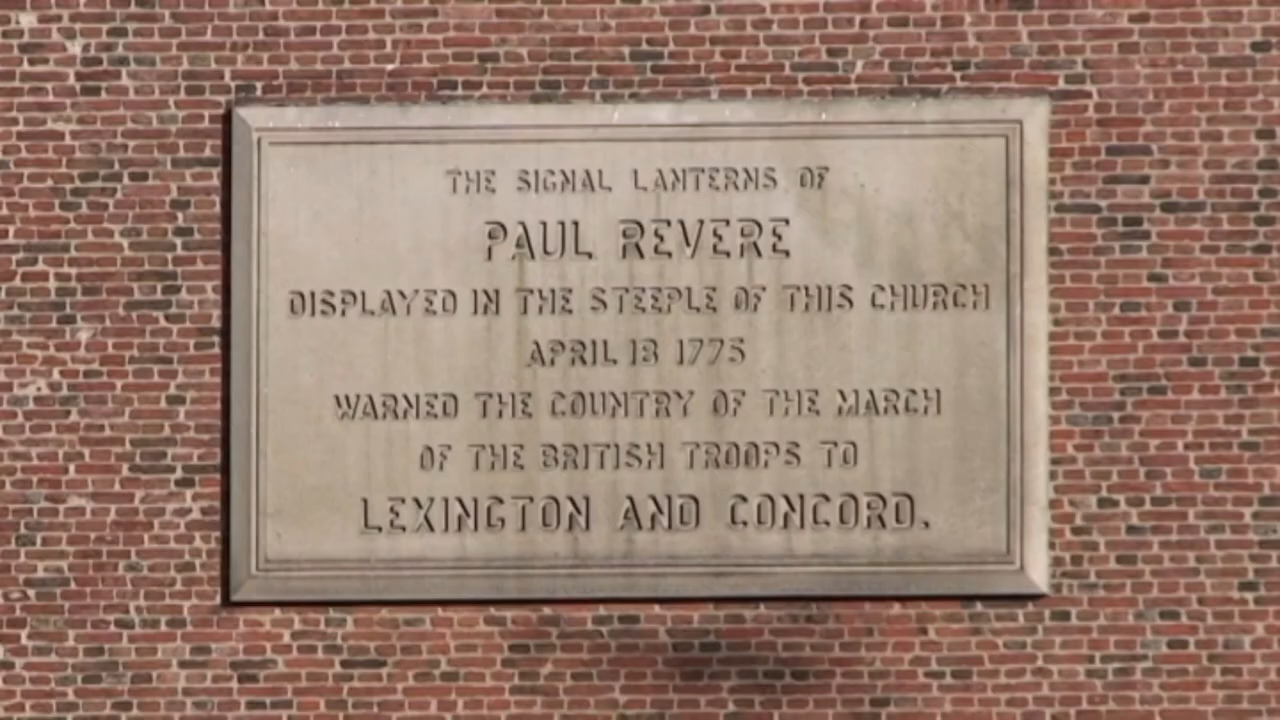 THE SIGNAL LANTERNS OF
PAUL REVERE
DISPLAYED IN THE STEEPLE OF THIS CHURCH
APRIL 18 1775
WARNED THE COUNTRY OF THE MARCH
OF THE BRITISH TROOPS TO
LEXINGTON AND CONCORD.